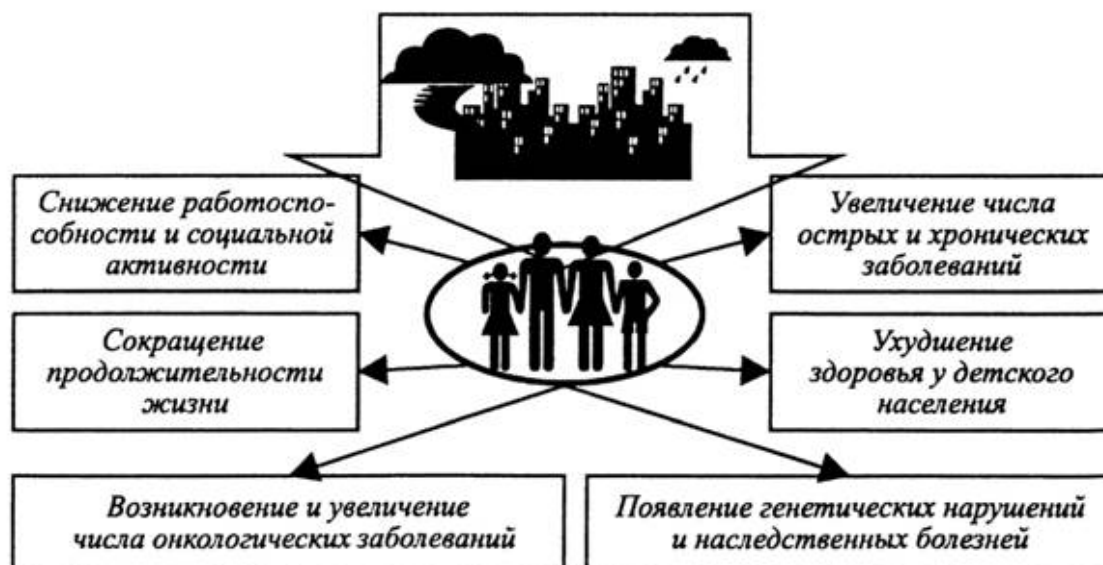 Снижение работоспо-
собности и социальной
активности
Увеличение числа
острых и хронических
заболеваний
Сокращение
продолжительности
жизни
Ухудшение
здоровья у детского
населения
Возникновение и увеличение
числа онкологических заболеваний
Появление генетических нарушений
и наследственных болезней